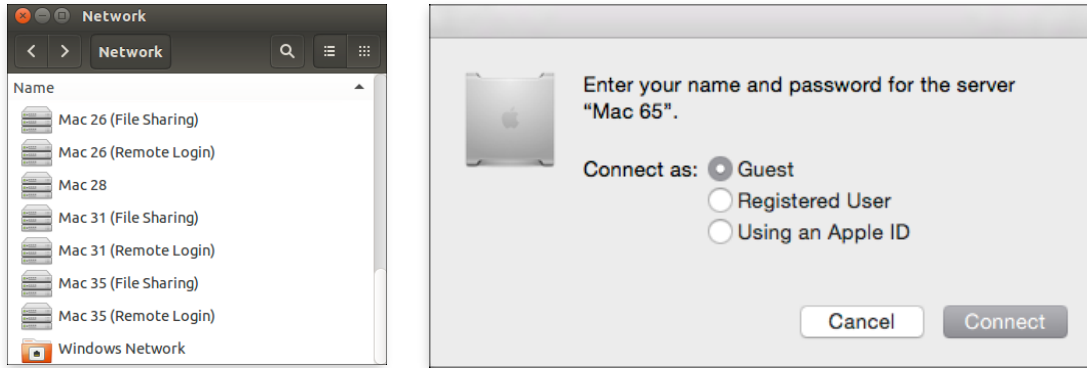 Network
Network
Name
Mac 26 (File Sharing)
Mac 26 (Remote Login)
Mac 28
Mac 31 (File Sharing)
Mac 31 (Remote Login)
Mac 35 (File Sharing)
Mac 35 (Remote Login)
Windows Network
Enter your name and password for the server
“Mac 65”.
Connect as: Guest
Registered User
Using an Apple ID
Cancel Connect